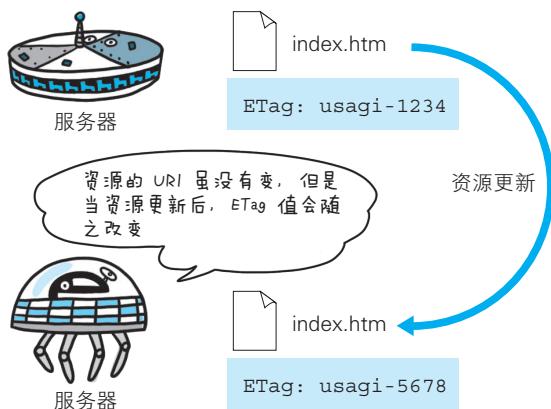 index.htm
ETag: usagi-1234
服务器
资源更新
资源的 URI 虽没有变，但是
当资源更新后，ETag 值会随
之改变
index.htm
ETag: usagi-5678
服务器